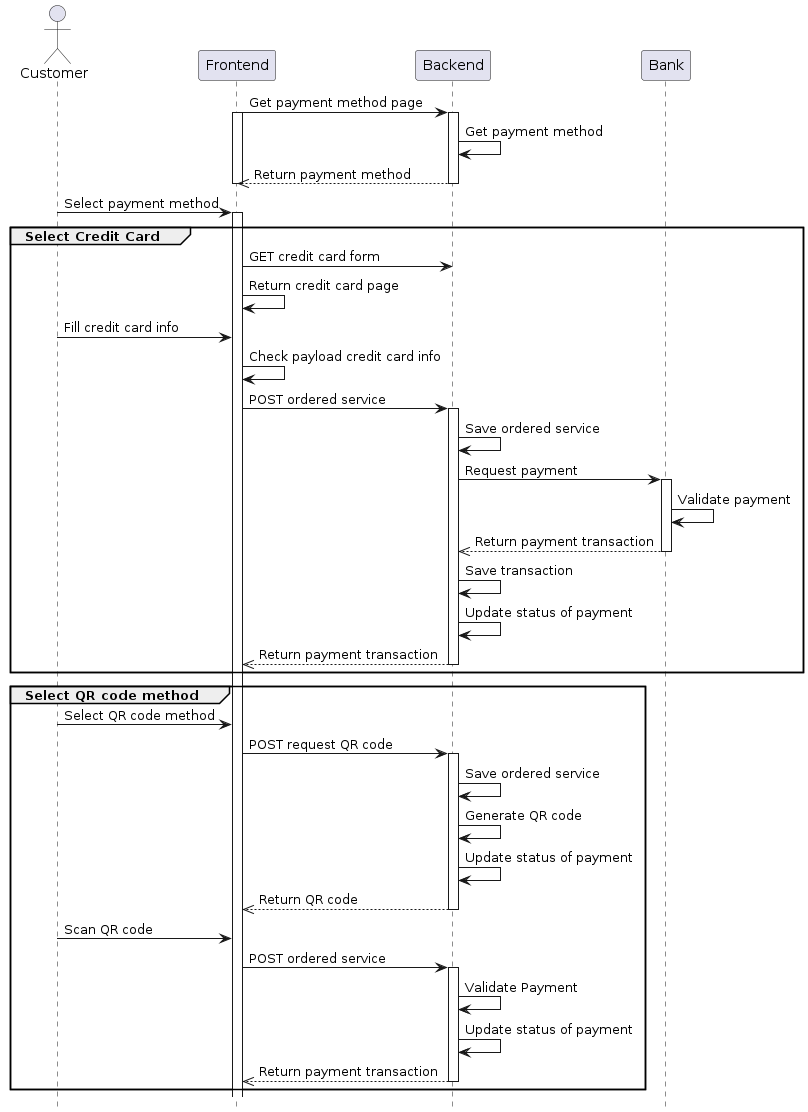 Customer
Frontend
Backend
Bank
Get payment method page
Get payment method
Return payment method
Select payment method
Select Credit Card
GET credit card form
Return credit card page
Fill credit card info
Check payload credit card info
POST ordered service
Save ordered service
Request payment
Validate payment
Return payment transaction
Save transaction
Update status of payment
Return payment transaction
Select QR code method
Select QR code method
POST request QR code
Save ordered service
Generate QR code
Update status of payment
Return QR code
Scan QR code
POST ordered service
Validate Payment
Update status of payment
Return payment transaction